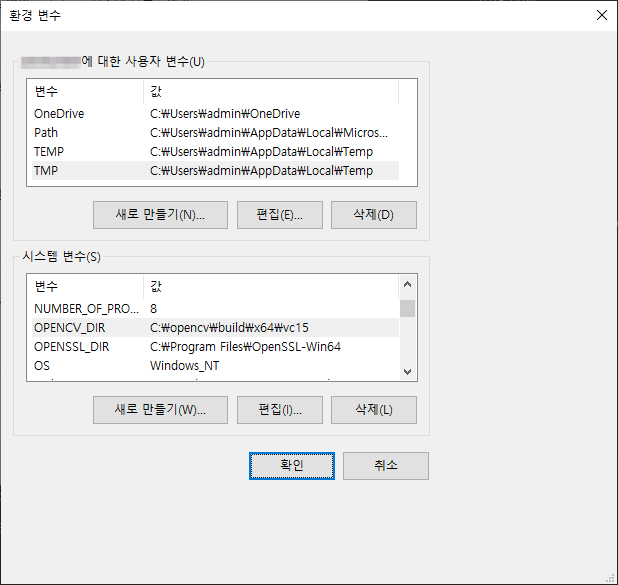 환경 변수
에 대한 사용자 변수(U)
변수 값
OneDrive C:₩Users₩admin₩OneDrive
Path C:₩Users₩admin₩AppData₩Local₩Micros...
TEMP C:₩Users₩admin₩AppData₩Local₩Temp
TMP C:₩Users₩admin₩AppData₩Local₩Temp
새로 만들기(N)... 편집(E)... 삭제(D)
시스템 변수(S)
변수 값
NUMBER_OF_PRO... 8
OPENCV_DIR C:₩opencv₩build₩x64₩vc15
OPENSSL_DIR C:₩Program Files₩OpenSSL-Win64
OS Windows_NT
새로 만들기(W)... 편집(I)... 삭제(L)
확인 취소